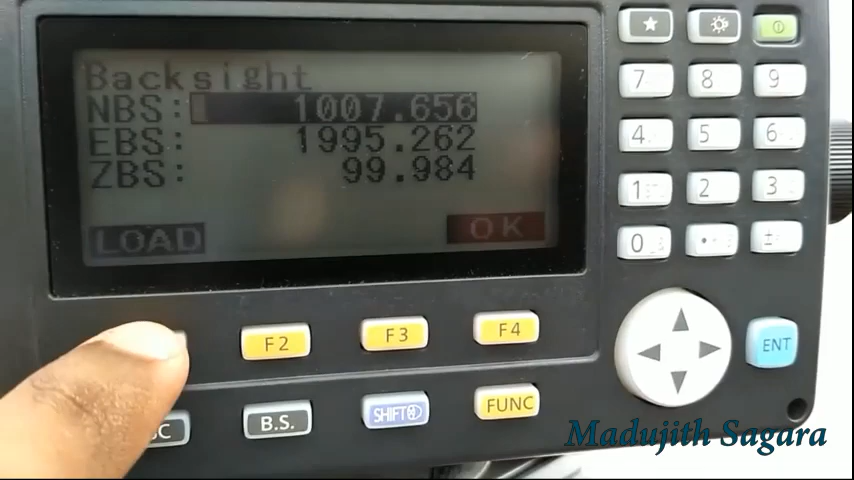 Backsight
NBS: 1007.656
EBS: 1995.262
ZBS: 99.984
LOAD OK
7 8 9
4 5 6
1 2 3
0 . ±
F2 F3 F4
ENT
B.S. SHIFT FUNC
Madujith Sagara